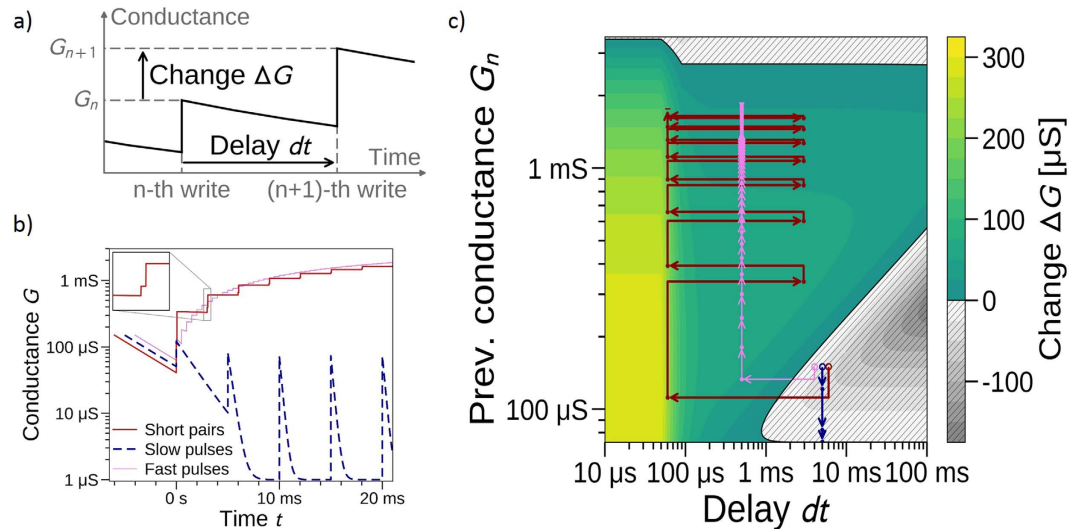 a)
Conductance
Gn+1
Change ΔG
Gn
Delay dt
Time
n-th write
(n+1)-th write
b)
Conductance G
1 mS
100 µS
10 µS
1 µS
Short pairs
Slow pulses
Fast pulses
0 s
10 ms
20 ms
Time t
c)
Prev. conductance Gn
1 mS
100 µS
10 µs
100 µs
1 ms
10 ms
100 ms
Delay dt
300
200
100
0
-100
Change ΔG [µS]